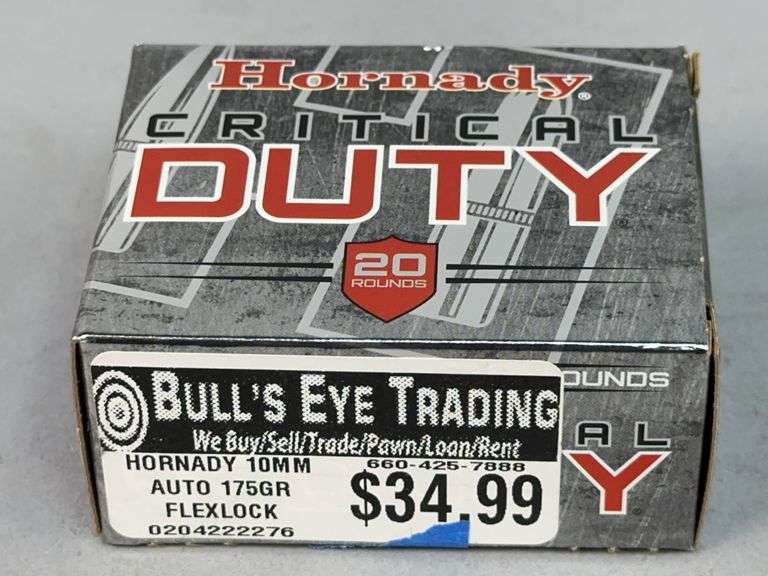 Hornady®
CRITICAL
DUTY
20
ROUNDS
OUNDS
BULL'S EYE TRADING
We Buy/Sell/Trade/Pawn/Loan/Rent
HORNADY 10MM 660-425-7888
AUTO 175GR
FLEXLOCK
$34.99
0204222276
AL
Y